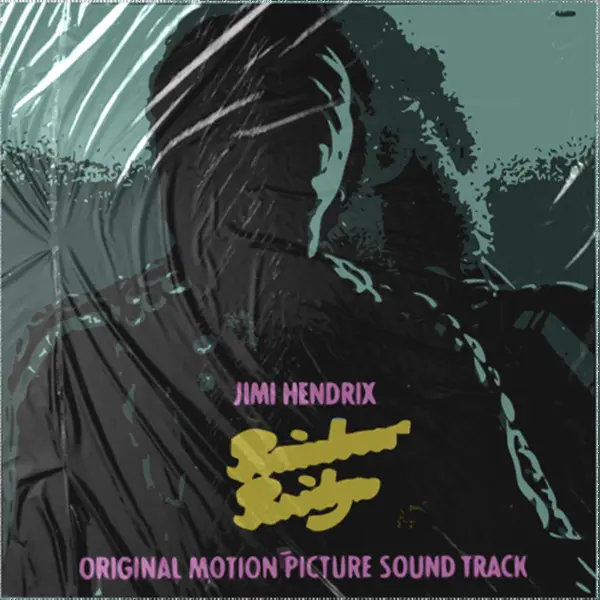 JIMI HENDRIX
Rainbow
Bridge
ORIGINAL MOTION PICTURE SOUND TRACK